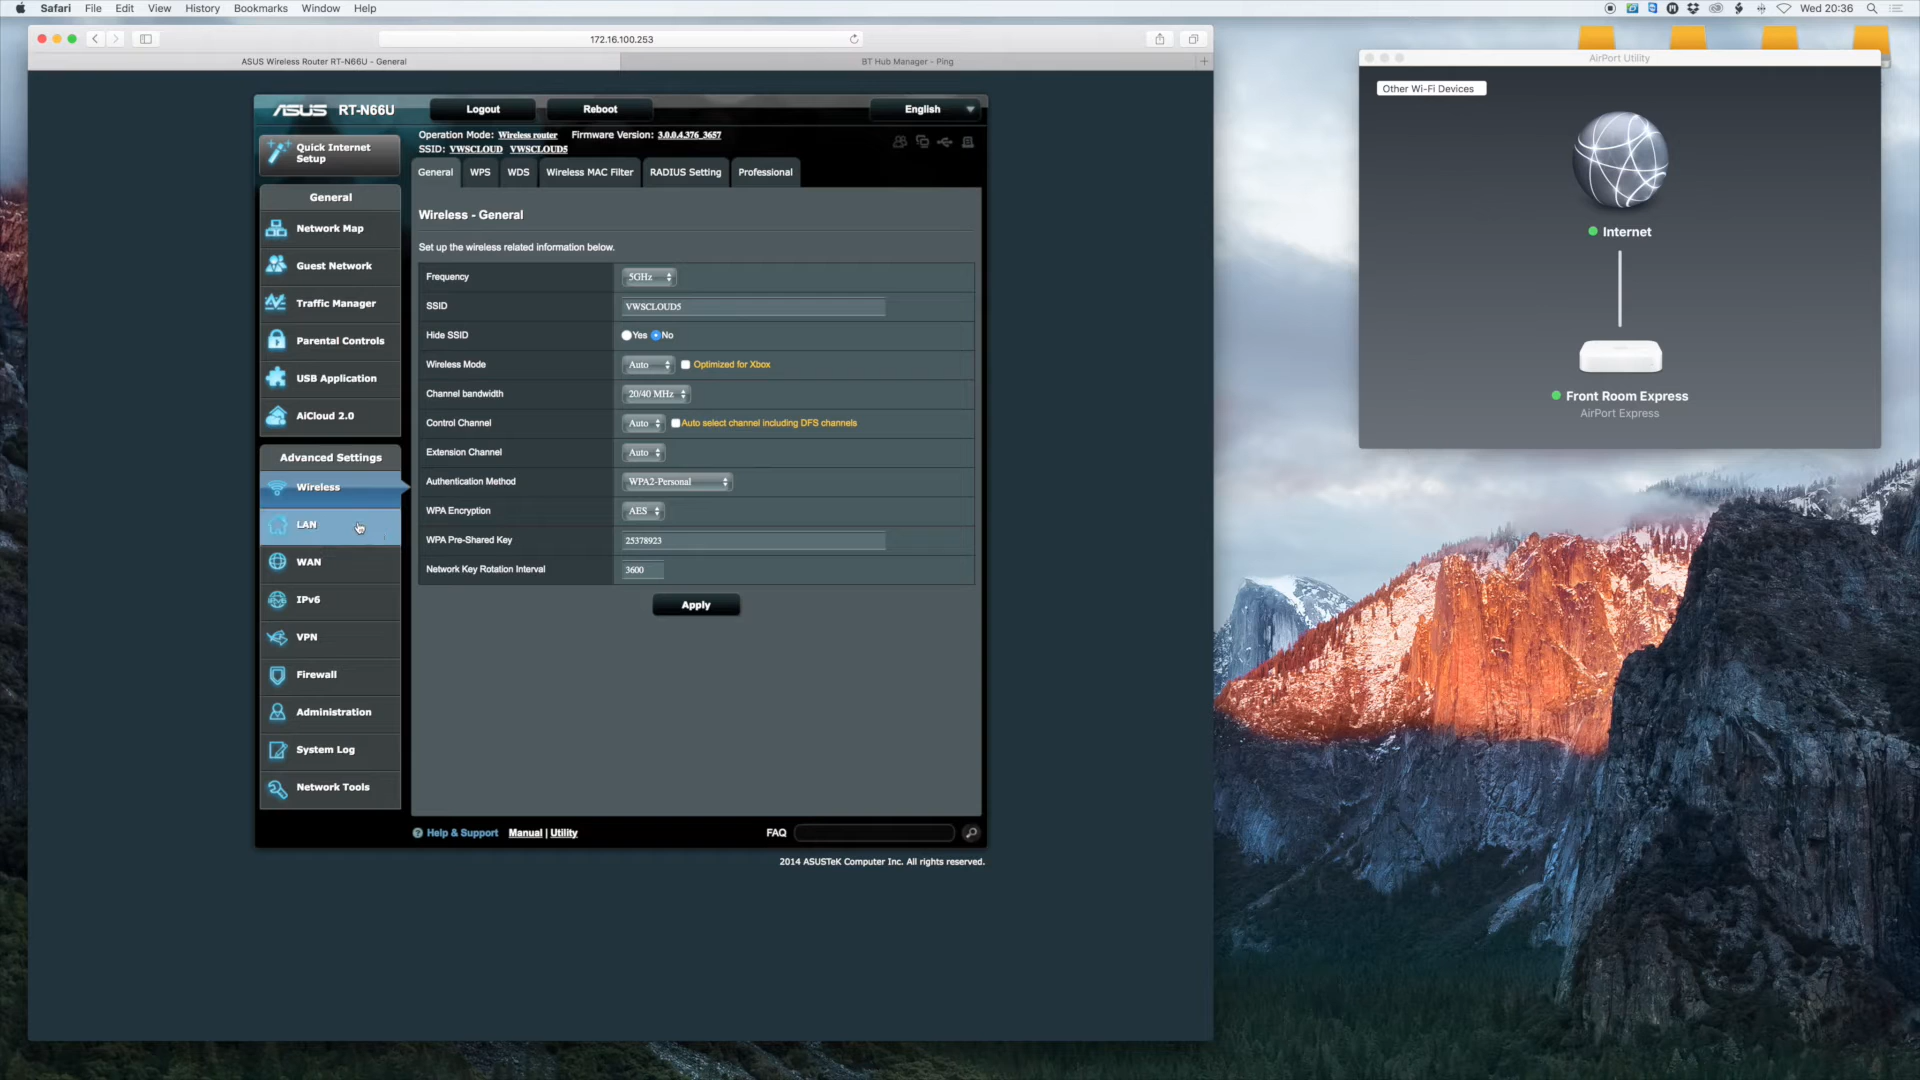 Safari File Edit View History Bookmarks Window Help
Wed 20:36
172.16.100.253
ASUS Wireless Router RT-N66U - General
BT Hub Manager - Ping
ASUS RT-N66U
Logout
Reboot
English
Quick Internet
Setup
Operation Mode: Wireless router Firmware Version: 3.0.0.4.376_3657
SSID: VWSCLOUD VWSCLOUD5
General
WPS
WDS
Wireless MAC Filter
RADIUS Setting
Professional
General
Network Map
Guest Network
Traffic Manager
Parental Controls
USB Application
AiCloud 2.0
Advanced Settings
Wireless
LAN
WAN
IPv6
VPN
Firewall
Administration
System Log
Network Tools
Wireless - General
Set up the wireless related information below.
Frequency 5GHz
SSID VWSCLOUD5
Hide SSID Yes No
Wireless Mode Auto Optimized for Xbox
Channel bandwidth 20/40 MHz
Control Channel Auto Auto select channel including DFS channels
Extension Channel Auto
Authentication Method WPA2-Personal
WPA Encryption AES
WPA Pre-Shared Key 25378923
Network Key Rotation Interval 3600
Apply
Help & Support Manual | Utility
FAQ
2014 ASUSTeK Computer Inc. All rights reserved.
AirPort Utility
Other Wi-Fi Devices
Internet
Front Room Express
AirPort Express